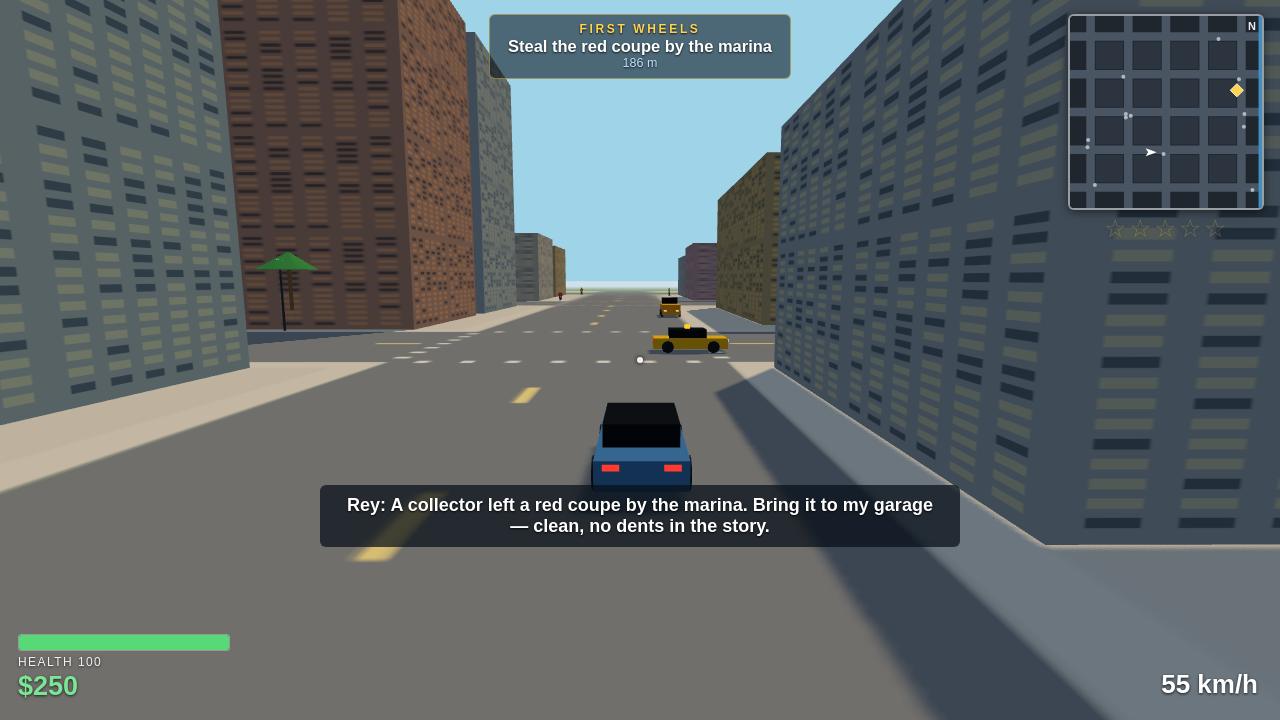 FIRST WHEELS
Steal the red coupe by the marina
186 m
N
Rey: A collector left a red coupe by the marina. Bring it to my garage
— clean, no dents in the story.
HEALTH 100
$250
55 km/h